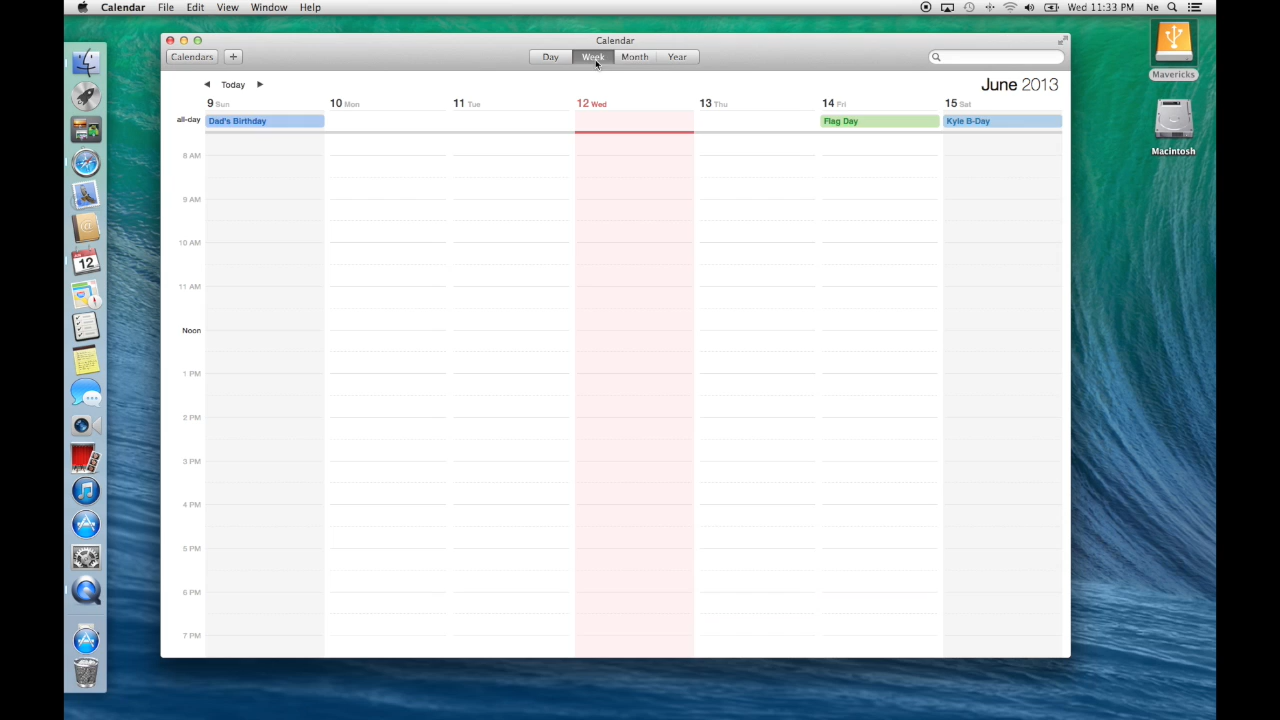 Calendar File Edit View Window Help Wed 11:33 PM Ne
Mavericks
Macintosh
Calendar
Calendars + Day Week Month Year
Today June 2013
9 Sun 10 Mon 11 Tue 12 Wed 13 Thu 14 Fri 15 Sat
all-day Dad's Birthday Flag Day Kyle B-Day
9 AM
10 AM
11 AM
Noon
1 PM
2 PM
3 PM
4 PM
5 PM
6 PM
7 PM
12